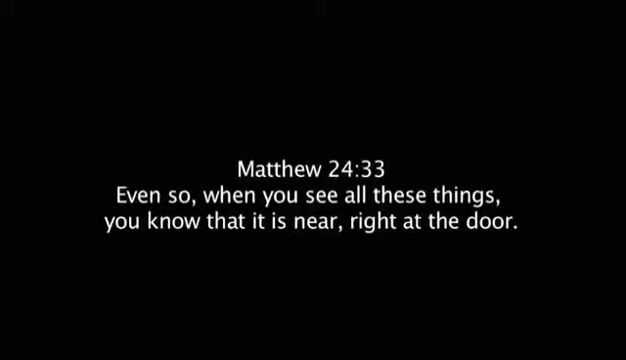 Matthew 24:33
Even so, when you see all these things,
you know that it is near, right at the door.